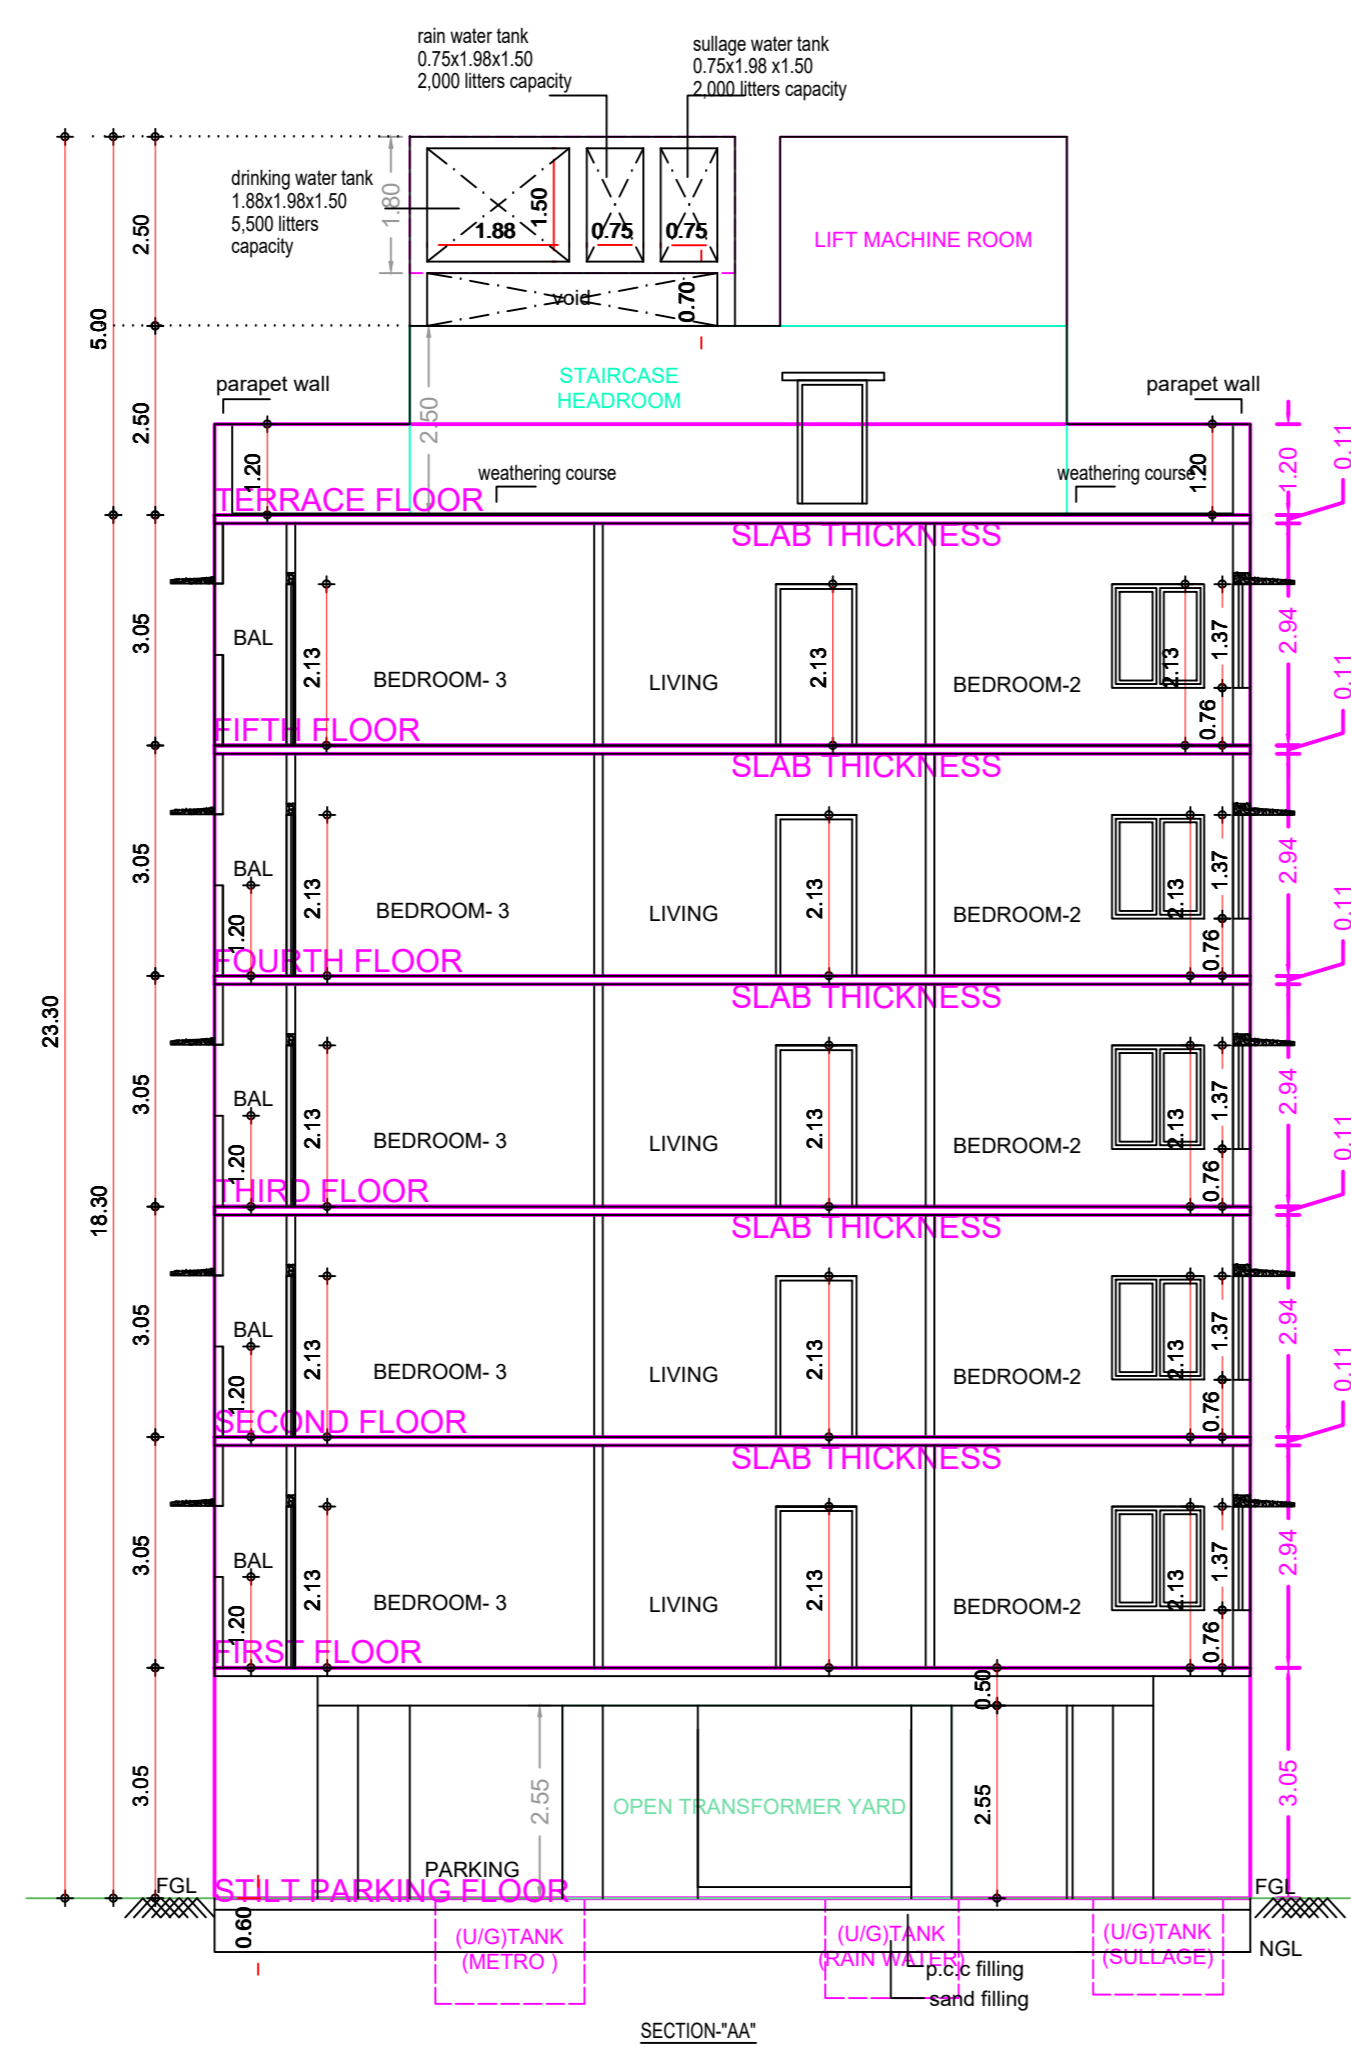 rain water tank
0.75x1.98x1.50
2,000 litters capacity
sullage water tank
0.75x1.98 x1.50
2,000 litters capacity
drinking water tank
1.88x1.98x1.50
5,500 litters
capacity
1.80
1.50
1.88
0.75
0.75
LIFT MACHINE ROOM
2.50
void
0.70
5.00
STAIRCASE
HEADROOM
parapet wall
parapet wall
2.50
2.50
1.20
weathering course
weathering course
1.20
1.20
0.11
TERRACE FLOOR
SLAB THICKNESS
3.05
BAL
2.13
BEDROOM- 3
LIVING
2.13
BEDROOM-2
2.13
1.37
0.76
2.94
0.11
FIFTH FLOOR
SLAB THICKNESS
3.05
BAL
1.20
2.13
BEDROOM- 3
LIVING
2.13
BEDROOM-2
2.13
1.37
0.76
2.94
0.11
FOURTH FLOOR
SLAB THICKNESS
23.30
3.05
BAL
1.20
2.13
BEDROOM- 3
LIVING
2.13
BEDROOM-2
2.13
1.37
0.76
2.94
0.11
THIRD FLOOR
SLAB THICKNESS
18.30
3.05
BAL
1.20
2.13
BEDROOM- 3
LIVING
2.13
BEDROOM-2
2.13
1.37
0.76
2.94
0.11
SECOND FLOOR
SLAB THICKNESS
3.05
BAL
1.20
2.13
BEDROOM- 3
LIVING
2.13
BEDROOM-2
2.13
1.37
0.76
2.94
FIRST FLOOR
0.50
3.05
2.55
OPEN TRANSFORMER YARD
2.55
3.05
PARKING
FGL
STILT PARKING FLOOR
FGL
0.60
(U/G)TANK
(METRO )
(U/G)TANK
(RAIN WATER)
(U/G)TANK
(SULLAGE)
NGL
p.c.c filling
sand filling
SECTION-"AA"